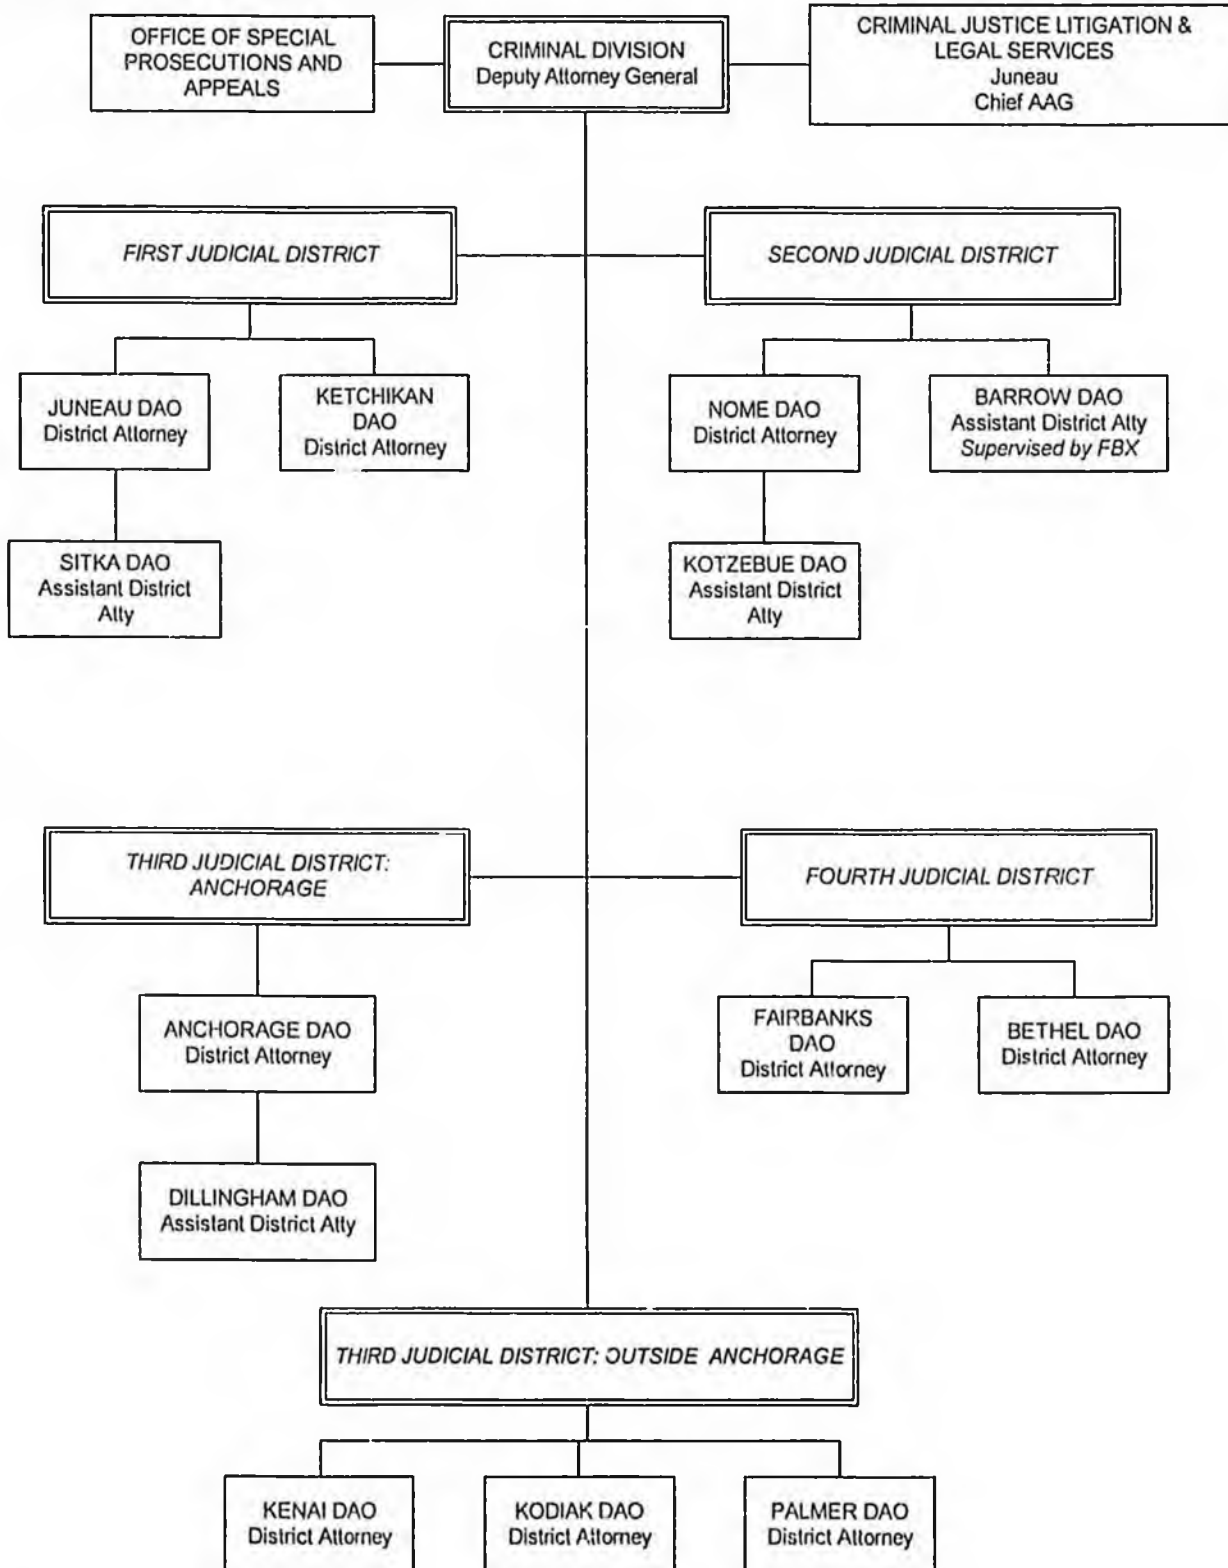 OFFICE OF SPECIAL
PROSECUTIONS AND
APPEALS
CRIMINAL DIVISION
Deputy Attorney General
CRIMINAL JUSTICE LITIGATION &
LEGAL SERVICES
Juneau
Chief AAG
FIRST JUDICIAL DISTRICT
SECOND JUDICIAL DISTRICT
JUNEAU DAO
District Attorney
KETCHIKAN
DAO
District Attorney
NOME DAO
District Attorney
BARROW DAO
Assistant District Atty
Supervised by FBX
SITKA DAO
Assistant District
Atty
KOTZEBUE DAO
Assistant District
Atty
THIRD JUDICIAL DISTRICT:
ANCHORAGE
FOURTH JUDICIAL DISTRICT
ANCHORAGE DAO
District Attorney
FAIRBANKS
DAO
District Attorney
BETHEL DAO
District Attorney
DILLINGHAM DAO
Assistant District Atty
THIRD JUDICIAL DISTRICT: OUTSIDE ANCHORAGE
KENAI DAO
District Attorney
KODIAK DAO
District Attorney
PALMER DAO
District Attorney